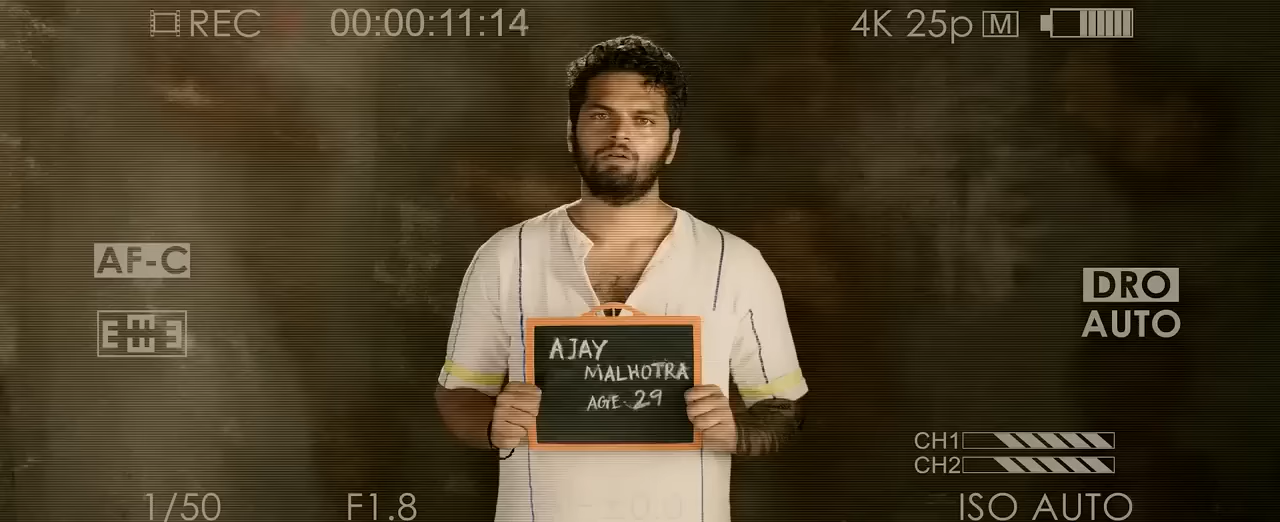 REC 00:00:11:14 4K 25p M
AJAY
MALHOTRA
AGE. 29
AF-C
DRO
AUTO
CH1
CH2
1/50 F1.8 ISO AUTO